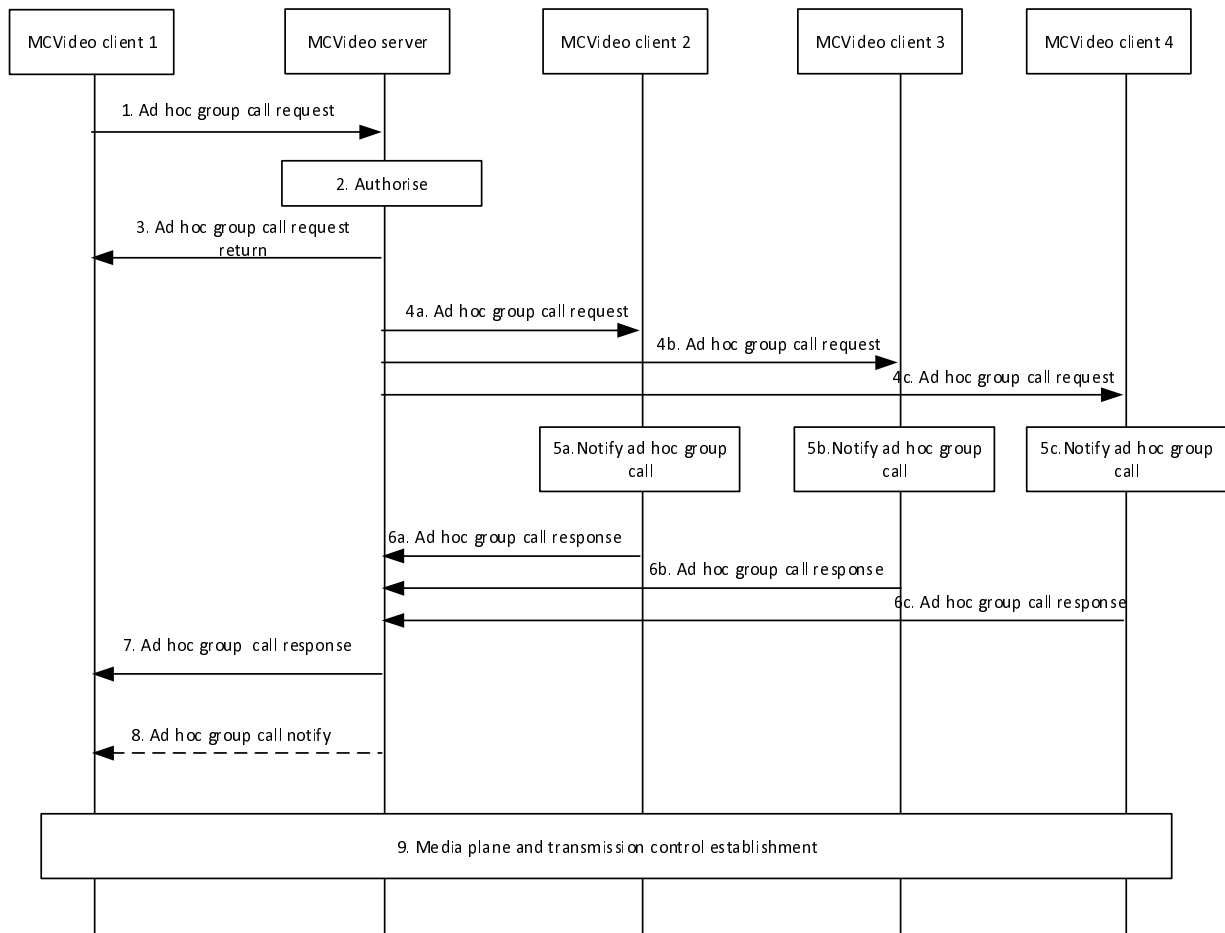 MCVideo client 1
MCVideo server
MCVideo client 2
MCVideo client 3
MCVideo client 4
1. Ad hoc group call request
2. Authorise
3. Ad hoc group call request
return
4a. Ad hoc group call request
4b. Ad hoc group call request
4c. Ad hoc group call request
5a. Notify ad hoc group
call
5b. Notify ad hoc group
call
5c. Notify ad hoc group
call
6a. Ad hoc group call response
6b. Ad hoc group call response
6c. Ad hoc group call response
7. Ad hoc group call response
8. Ad hoc group call notify
9. Media plane and transmission control establishment